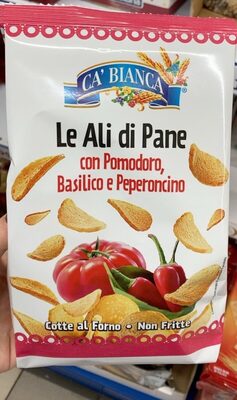 CA' BIANCA
®
Le Ali di Pane
con Pomodoro,
Basilico e Peperoncino
Cotte al Forno • Non Fritte